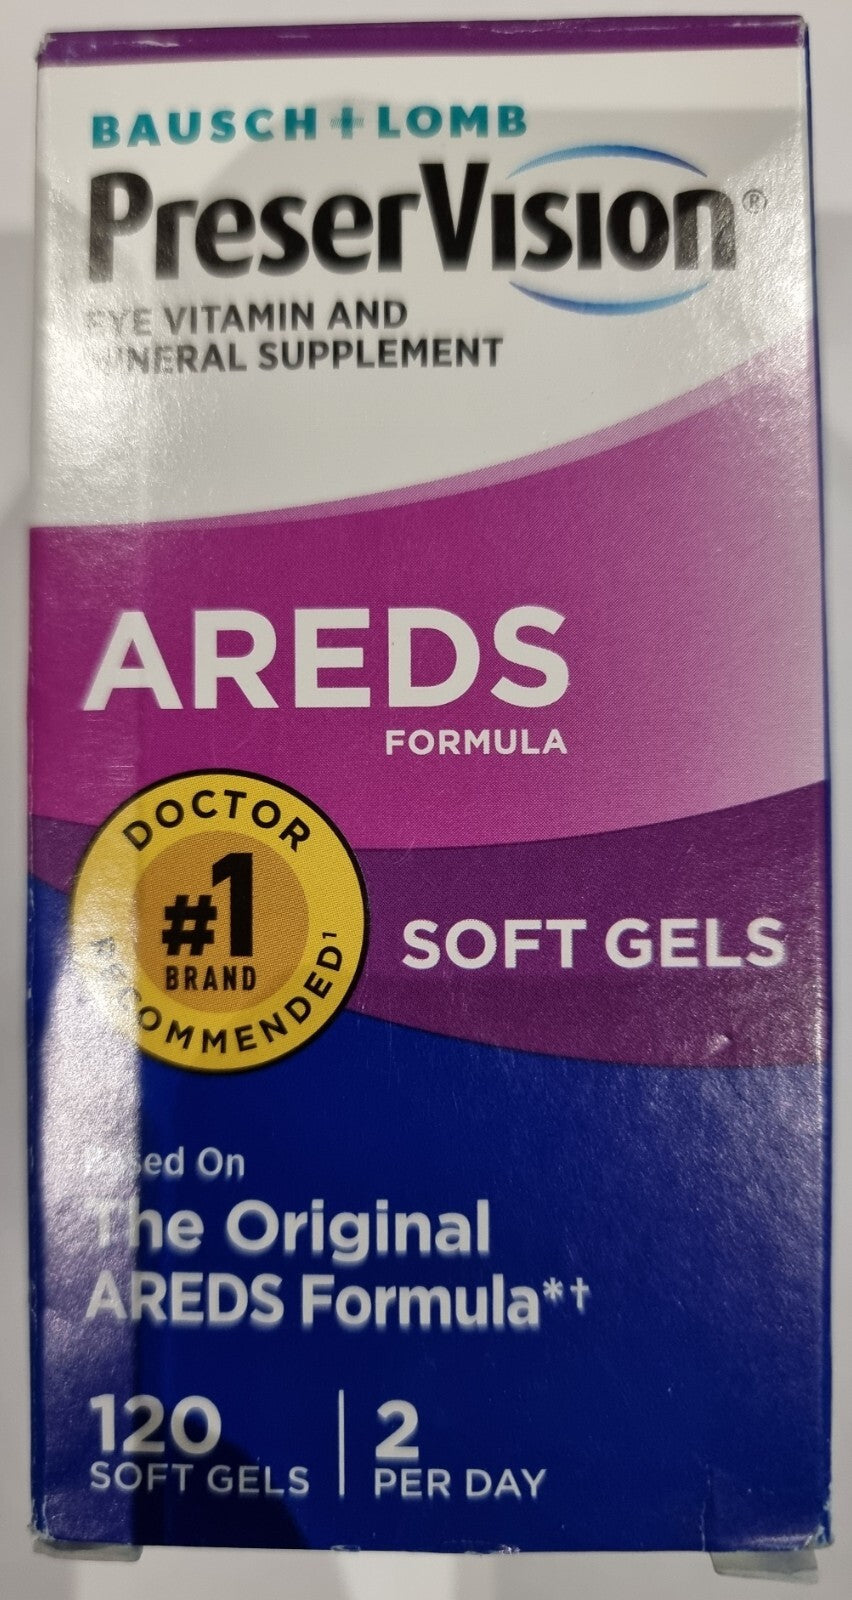 BAUSCH + LOMB
PreserVision®
EYE VITAMIN AND
MINERAL SUPPLEMENT
AREDS
FORMULA
DOCTOR
#1
BRAND
RECOMMENDED¹
SOFT GELS
Based On
The Original
AREDS Formula*†
120
SOFT GELS
2
PER DAY